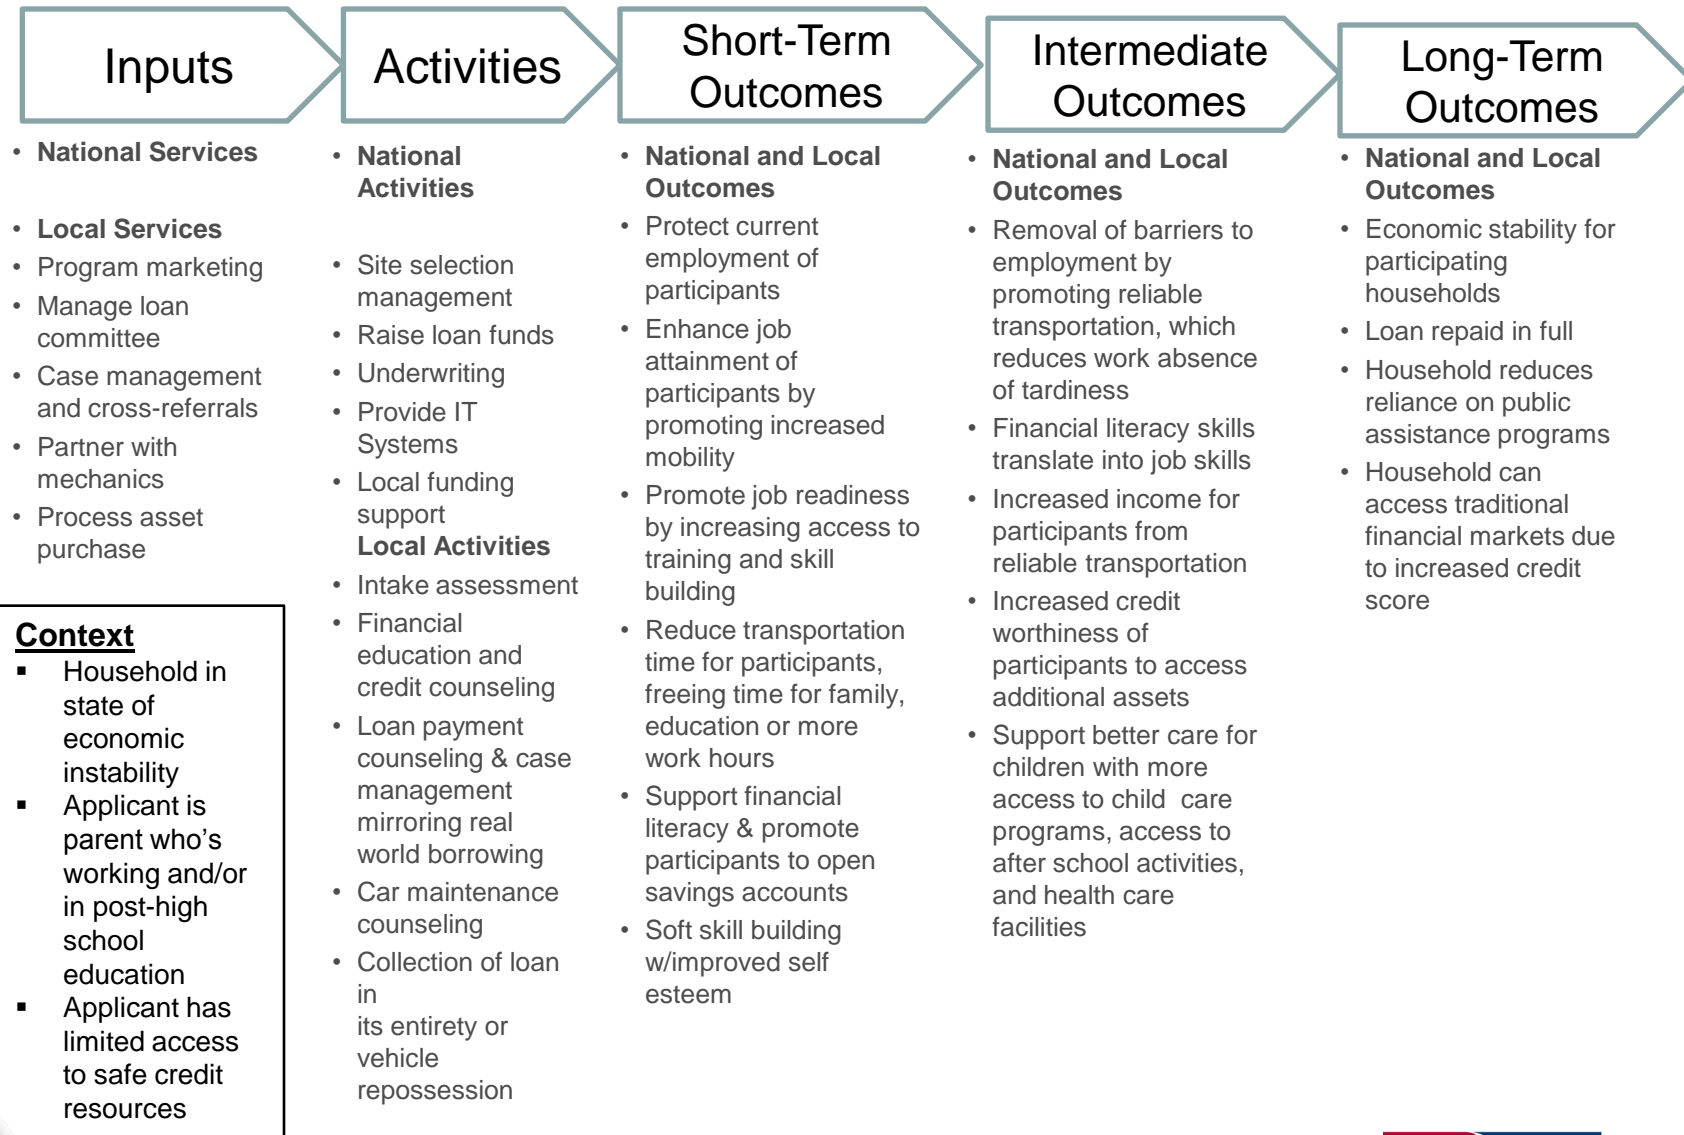 Inputs
• National Services
• Local Services
• Program marketing
• Manage loan
committee
• Case management
and cross-referrals
• Partner with
mechanics
• Process asset
purchase
Context
▪ Household in
state of
economic
instability
▪ Applicant is
parent who’s
working and/or
in post-high
school
education
▪ Applicant has
limited access
to safe credit
resources
Activities
• National
Activities
• Site selection
management
• Raise loan funds
• Underwriting
• Provide IT
Systems
• Local funding
support
Local Activities
• Intake assessment
• Financial
education and
credit counseling
• Loan payment
counseling & case
management
mirroring real
world borrowing
• Car maintenance
counseling
• Collection of loan
in
its entirety or
vehicle
repossession
Short-Term
Outcomes
• National and Local
Outcomes
• Protect current
employment of
participants
• Enhance job
attainment of
participants by
promoting increased
mobility
• Promote job readiness
by increasing access to
training and skill
building
• Reduce transportation
time for participants,
freeing time for family,
education or more
work hours
• Support financial
literacy & promote
participants to open
savings accounts
• Soft skill building
w/improved self
esteem
Intermediate
Outcomes
• National and Local
Outcomes
• Removal of barriers to
employment by
promoting reliable
transportation, which
reduces work absence
of tardiness
• Financial literacy skills
translate into job skills
• Increased income for
participants from
reliable transportation
• Increased credit
worthiness of
participants to access
additional assets
• Support better care for
children with more
access to child  care
programs, access to
after school activities,
and health care
facilities
Long-Term
Outcomes
• National and Local
Outcomes
• Economic stability for
participating
households
• Loan repaid in full
• Household reduces
reliance on public
assistance programs
• Household can
access traditional
financial markets due
to increased credit
score